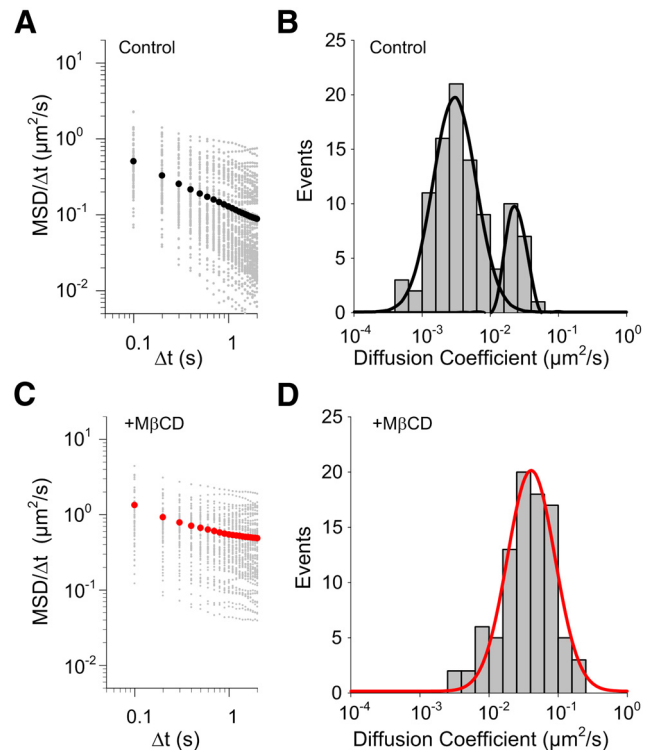 A
Control
MSD/Δt (µm²/s)
10¹
10⁰
10⁻¹
10⁻²
0.1
1
Δt (s)
B
Control
Events
25
20
15
10
5
0
10⁻⁴
10⁻³
10⁻²
10⁻¹
10⁰
Diffusion Coefficient (µm²/s)
C
+MβCD
MSD/Δt (µm²/s)
10¹
10⁰
10⁻¹
10⁻²
0.1
1
Δt (s)
D
+MβCD
Events
25
20
15
10
5
0
10⁻⁴
10⁻³
10⁻²
10⁻¹
10⁰
Diffusion Coefficient (µm²/s)